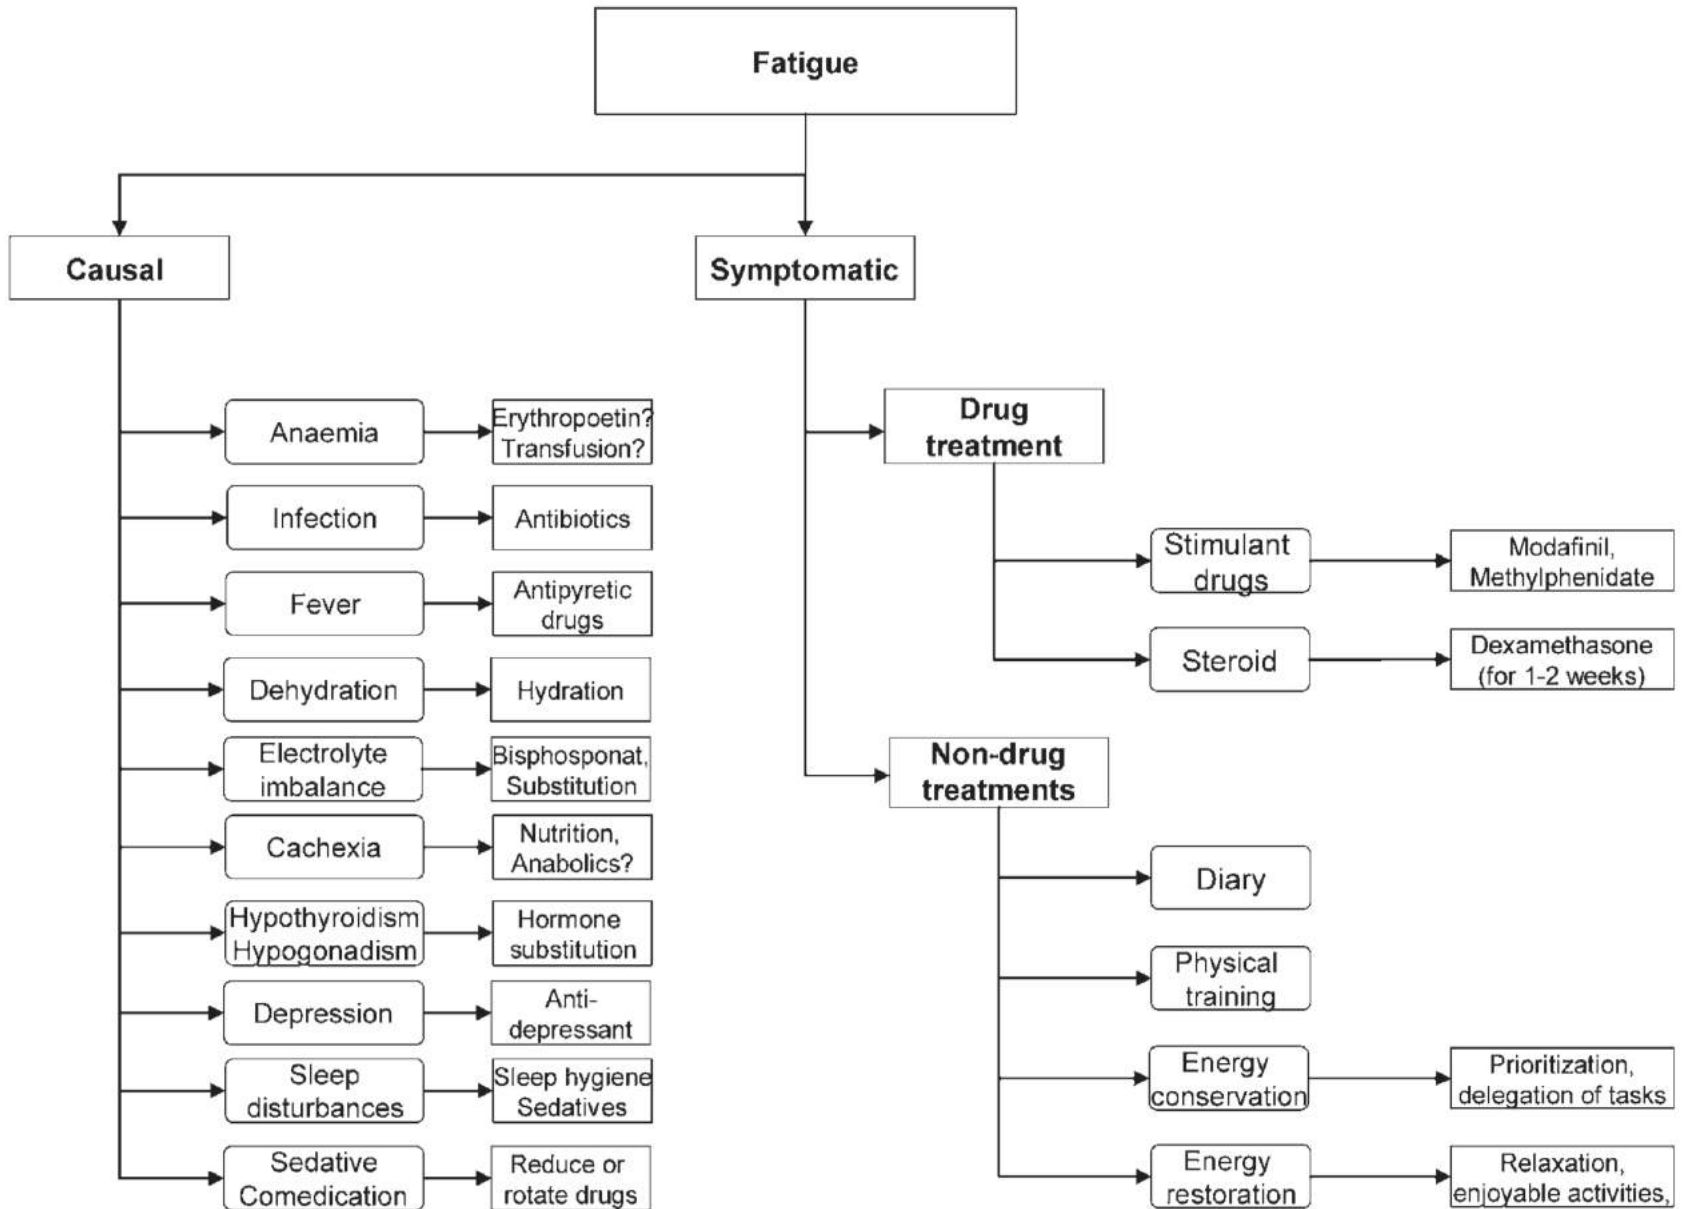 Fatigue
Causal
Symptomatic
Anaemia
Erythropoetin?
Transfusion?
Infection
Antibiotics
Fever
Antipyretic
drugs
Dehydration
Hydration
Electrolyte
imbalance
Bisphosponat,
Substitution
Cachexia
Nutrition,
Anabolics?
Hypothyroidism
Hypogonadism
Hormone
substitution
Depression
Anti-
depressant
Sleep
disturbances
Sleep hygiene
Sedatives
Sedative
Comedication
Reduce or
rotate drugs
Drug
treatment
Stimulant
drugs
Modafinil,
Methylphenidate
Steroid
Dexamethasone
(for 1-2 weeks)
Non-drug
treatments
Diary
Physical
training
Energy
conservation
Prioritization,
delegation of tasks
Energy
restoration
Relaxation,
enjoyable activities,